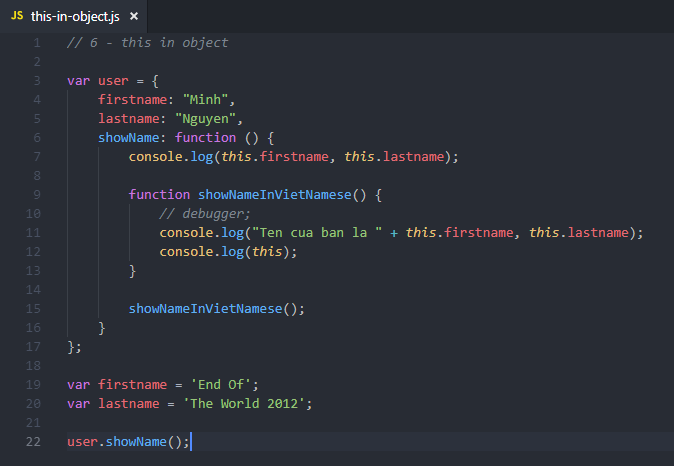 JS this-in-object.js ×
1 // 6 - this in object
2
3 var user = {
4     firstname: "Minh",
5     lastname: "Nguyen",
6     showName: function () {
7         console.log(this.firstname, this.lastname);
8
9         function showNameInVietNamese() {
10             // debugger;
11             console.log("Ten cua ban la " + this.firstname, this.lastname);
12             console.log(this);
13         }
14
15         showNameInVietNamese();
16     }
17 };
18
19 var firstname = 'End Of';
20 var lastname = 'The World 2012';
21
22 user.showName();